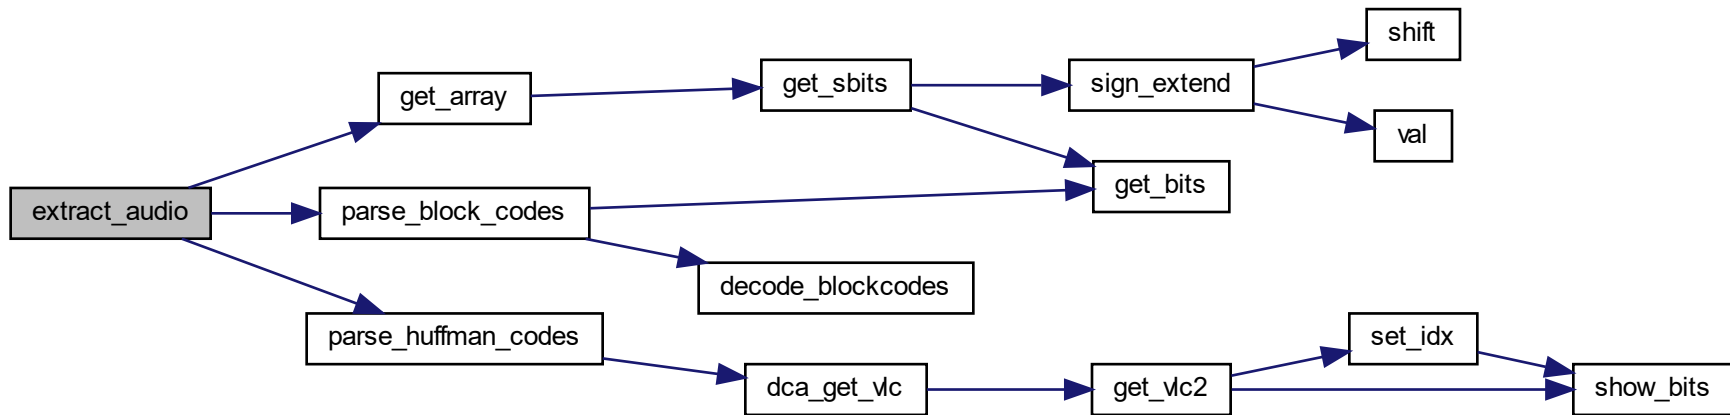 shift
get_sbits
sign_extend
get_array
val
get_bits
extract_audio
parse_block_codes
decode_blockcodes
parse_huffman_codes
set_idx
dca_get_vlc
get_vlc2
show_bits